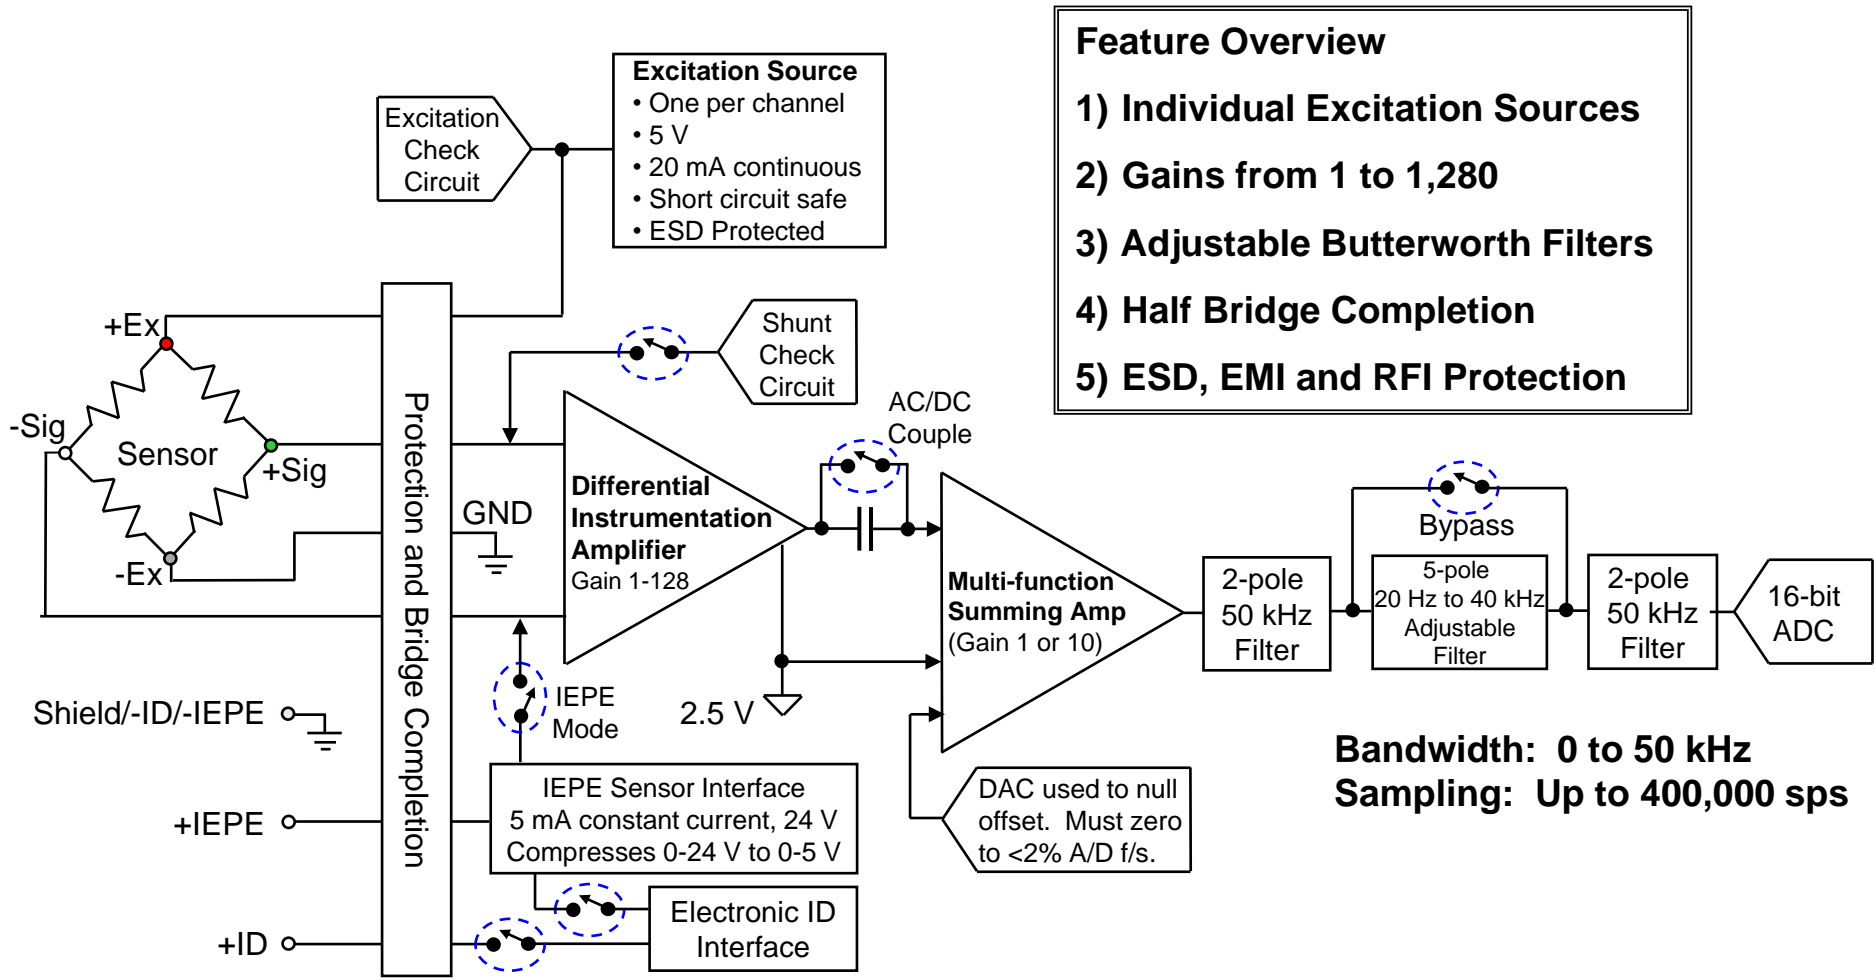 Feature Overview
1) Individual Excitation Sources
2) Gains from 1 to 1,280
3) Adjustable Butterworth Filters
4) Half Bridge Completion
5) ESD, EMI and RFI Protection
Excitation Source
• One per channel
• 5 V
• 20 mA continuous
• Short circuit safe
• ESD Protected
Excitation
Check
Circuit
+Ex
-Sig
Sensor
+Sig
-Ex
Protection and Bridge Completion
GND
Shunt
Check
Circuit
Differential
Instrumentation
Amplifier
Gain 1-128
AC/DC
Couple
Multi-function
Summing Amp
(Gain 1 or 10)
2.5 V
2-pole
50 kHz
Filter
Bypass
5-pole
20 Hz to 40 kHz
Adjustable
Filter
2-pole
50 kHz
Filter
16-bit
ADC
IEPE
Mode
Shield/-ID/-IEPE
+IEPE
+ID
IEPE Sensor Interface
5 mA constant current, 24 V
Compresses 0-24 V to 0-5 V
Electronic ID
Interface
DAC used to null
offset.  Must zero
to <2% A/D f/s.
Bandwidth:  0 to 50 kHz
Sampling:  Up to 400,000 sps